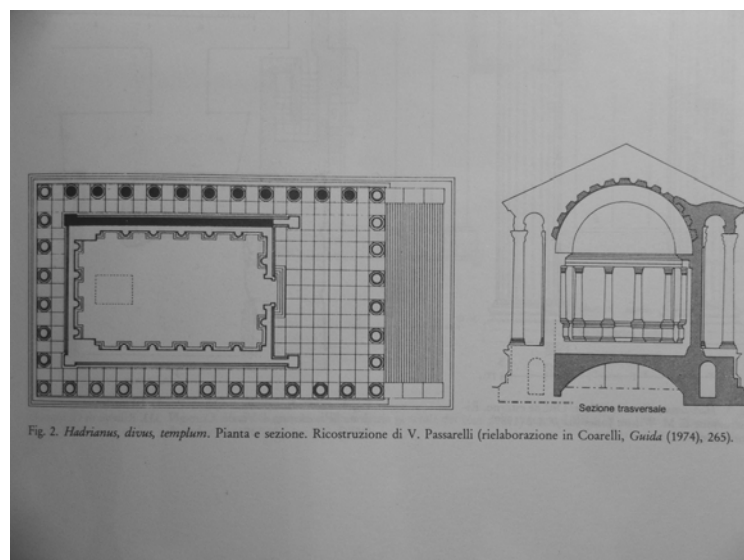 Sezione trasversale
Fig. 2. Hadrianus, divus, templum. Pianta e sezione. Ricostruzione di V. Passarelli (rielaborazione in Coarelli, Guida (1974), 265).